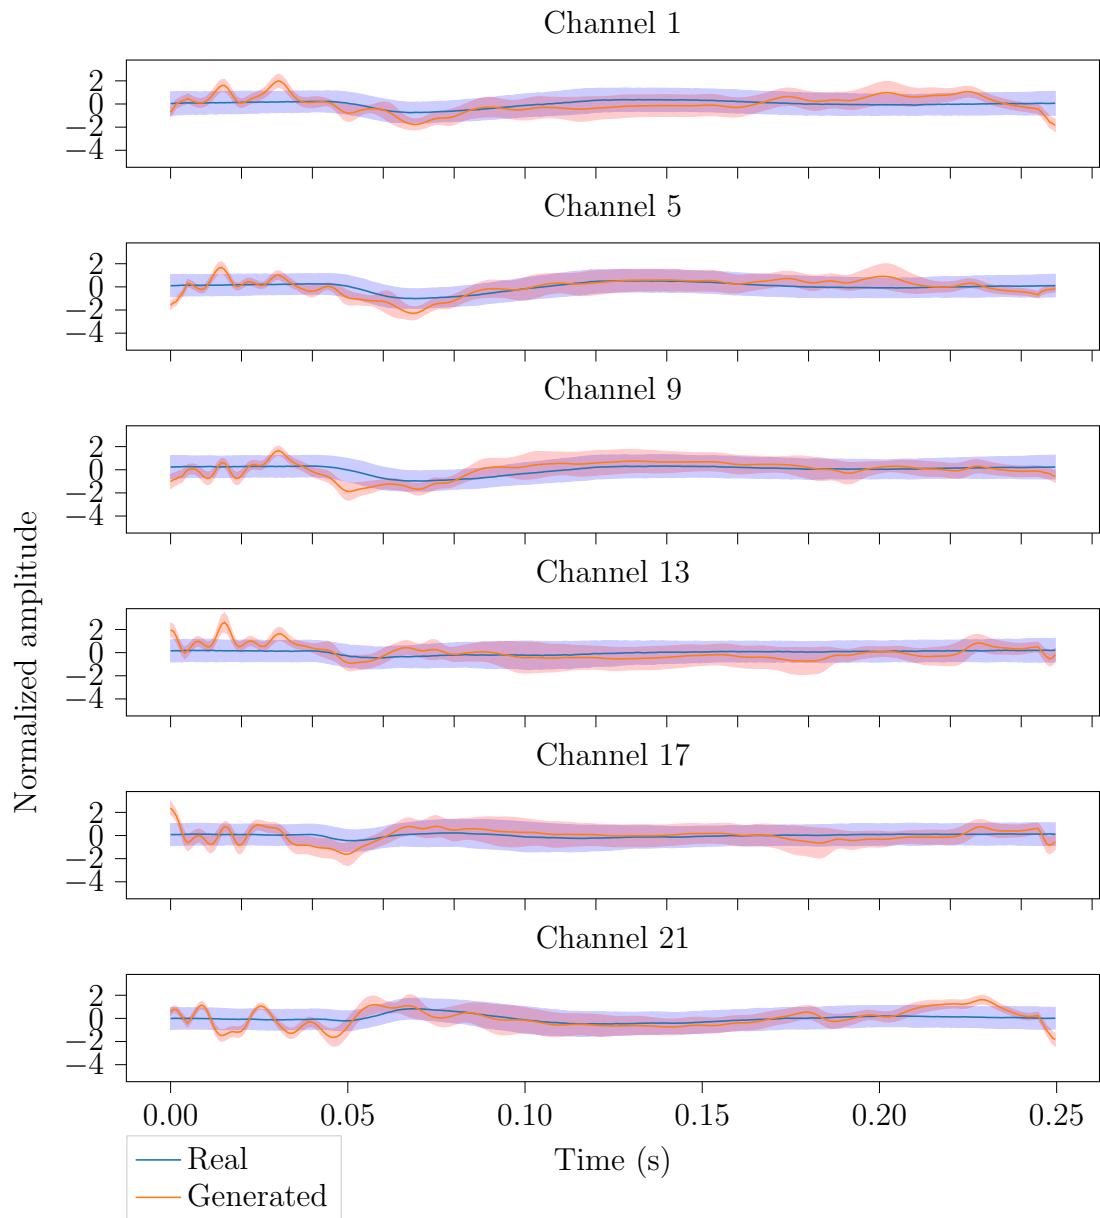 Channel 1
2
0
−2
−4
Channel 5
2
0
−2
−4
Channel 9
2
0
−2
−4
Normalized amplitude
Channel 13
2
0
−2
−4
Channel 17
2
0
−2
−4
Channel 21
2
0
−2
−4
0.00 0.05 0.10 0.15 0.20 0.25
Time (s)
Real
Generated